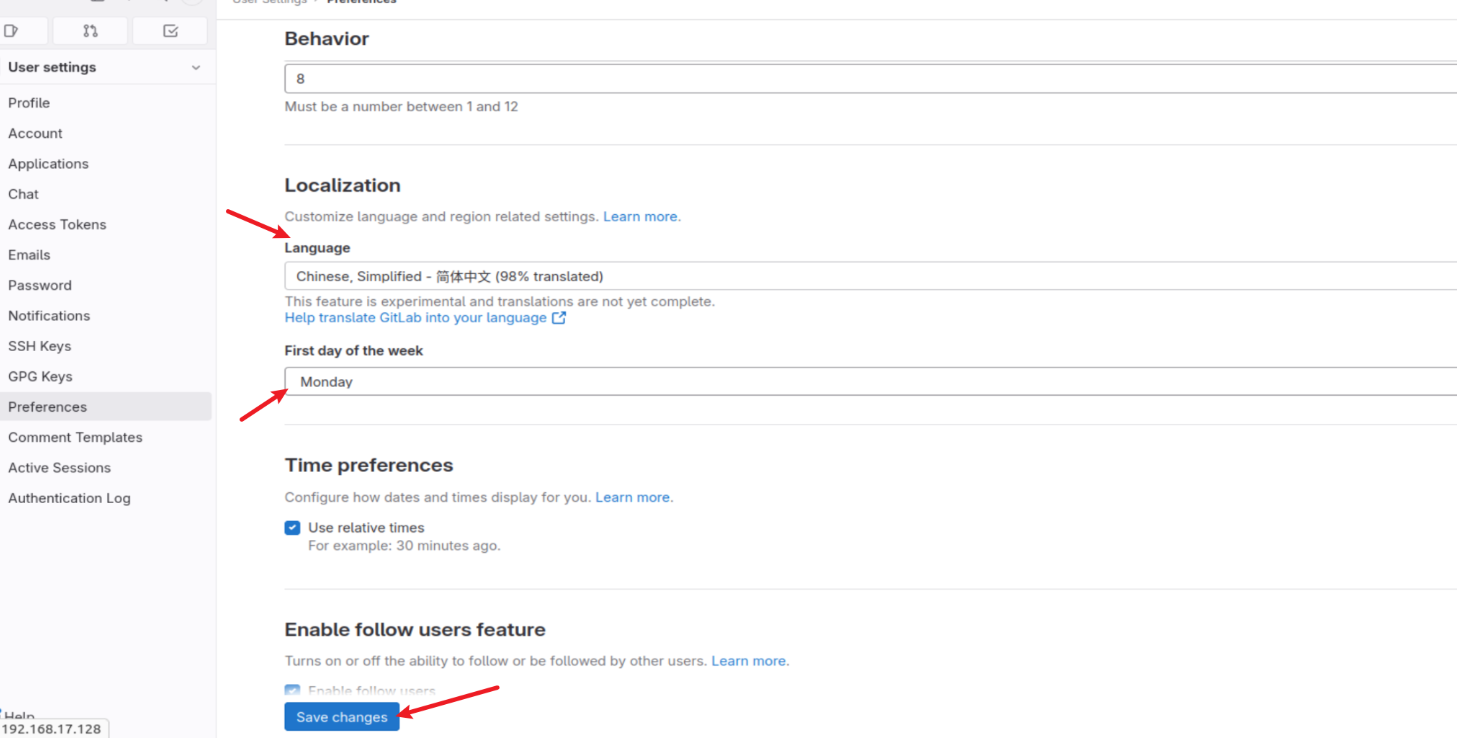 User Settings › Preferences
User settings
Profile
Account
Applications
Chat
Access Tokens
Emails
Password
Notifications
SSH Keys
GPG Keys
Preferences
Comment Templates
Active Sessions
Authentication Log
Help
192.168.17.128
Behavior
8
Must be a number between 1 and 12
Localization
Customize language and region related settings. Learn more.
Language
Chinese, Simplified - 简体中文 (98% translated)
This feature is experimental and translations are not yet complete.
Help translate GitLab into your language
First day of the week
Monday
Time preferences
Configure how dates and times display for you. Learn more.
Use relative times
For example: 30 minutes ago.
Enable follow users feature
Turns on or off the ability to follow or be followed by other users. Learn more.
Enable follow users
Save changes